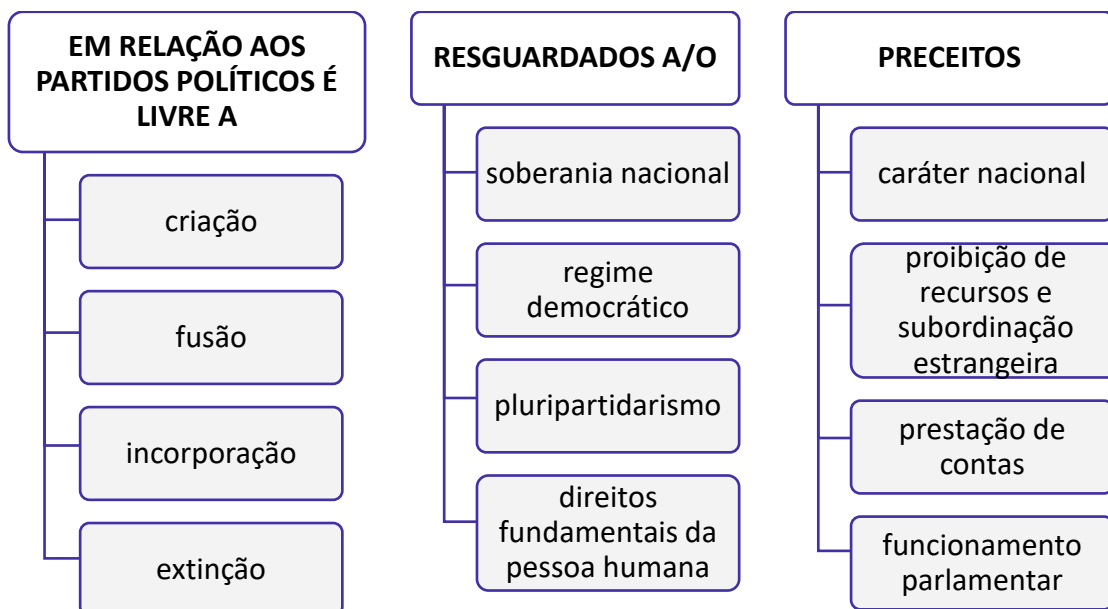 EM RELAÇÃO AOS
PARTIDOS POLÍTICOS É
LIVRE A
criação
fusão
incorporação
extinção
RESGUARDADOS A/O
soberania nacional
regime
democrático
pluripartidarismo
direitos
fundamentais da
pessoa humana
PRECEITOS
caráter nacional
proibição de
recursos e
subordinação
estrangeira
prestação de
contas
funcionamento
parlamentar